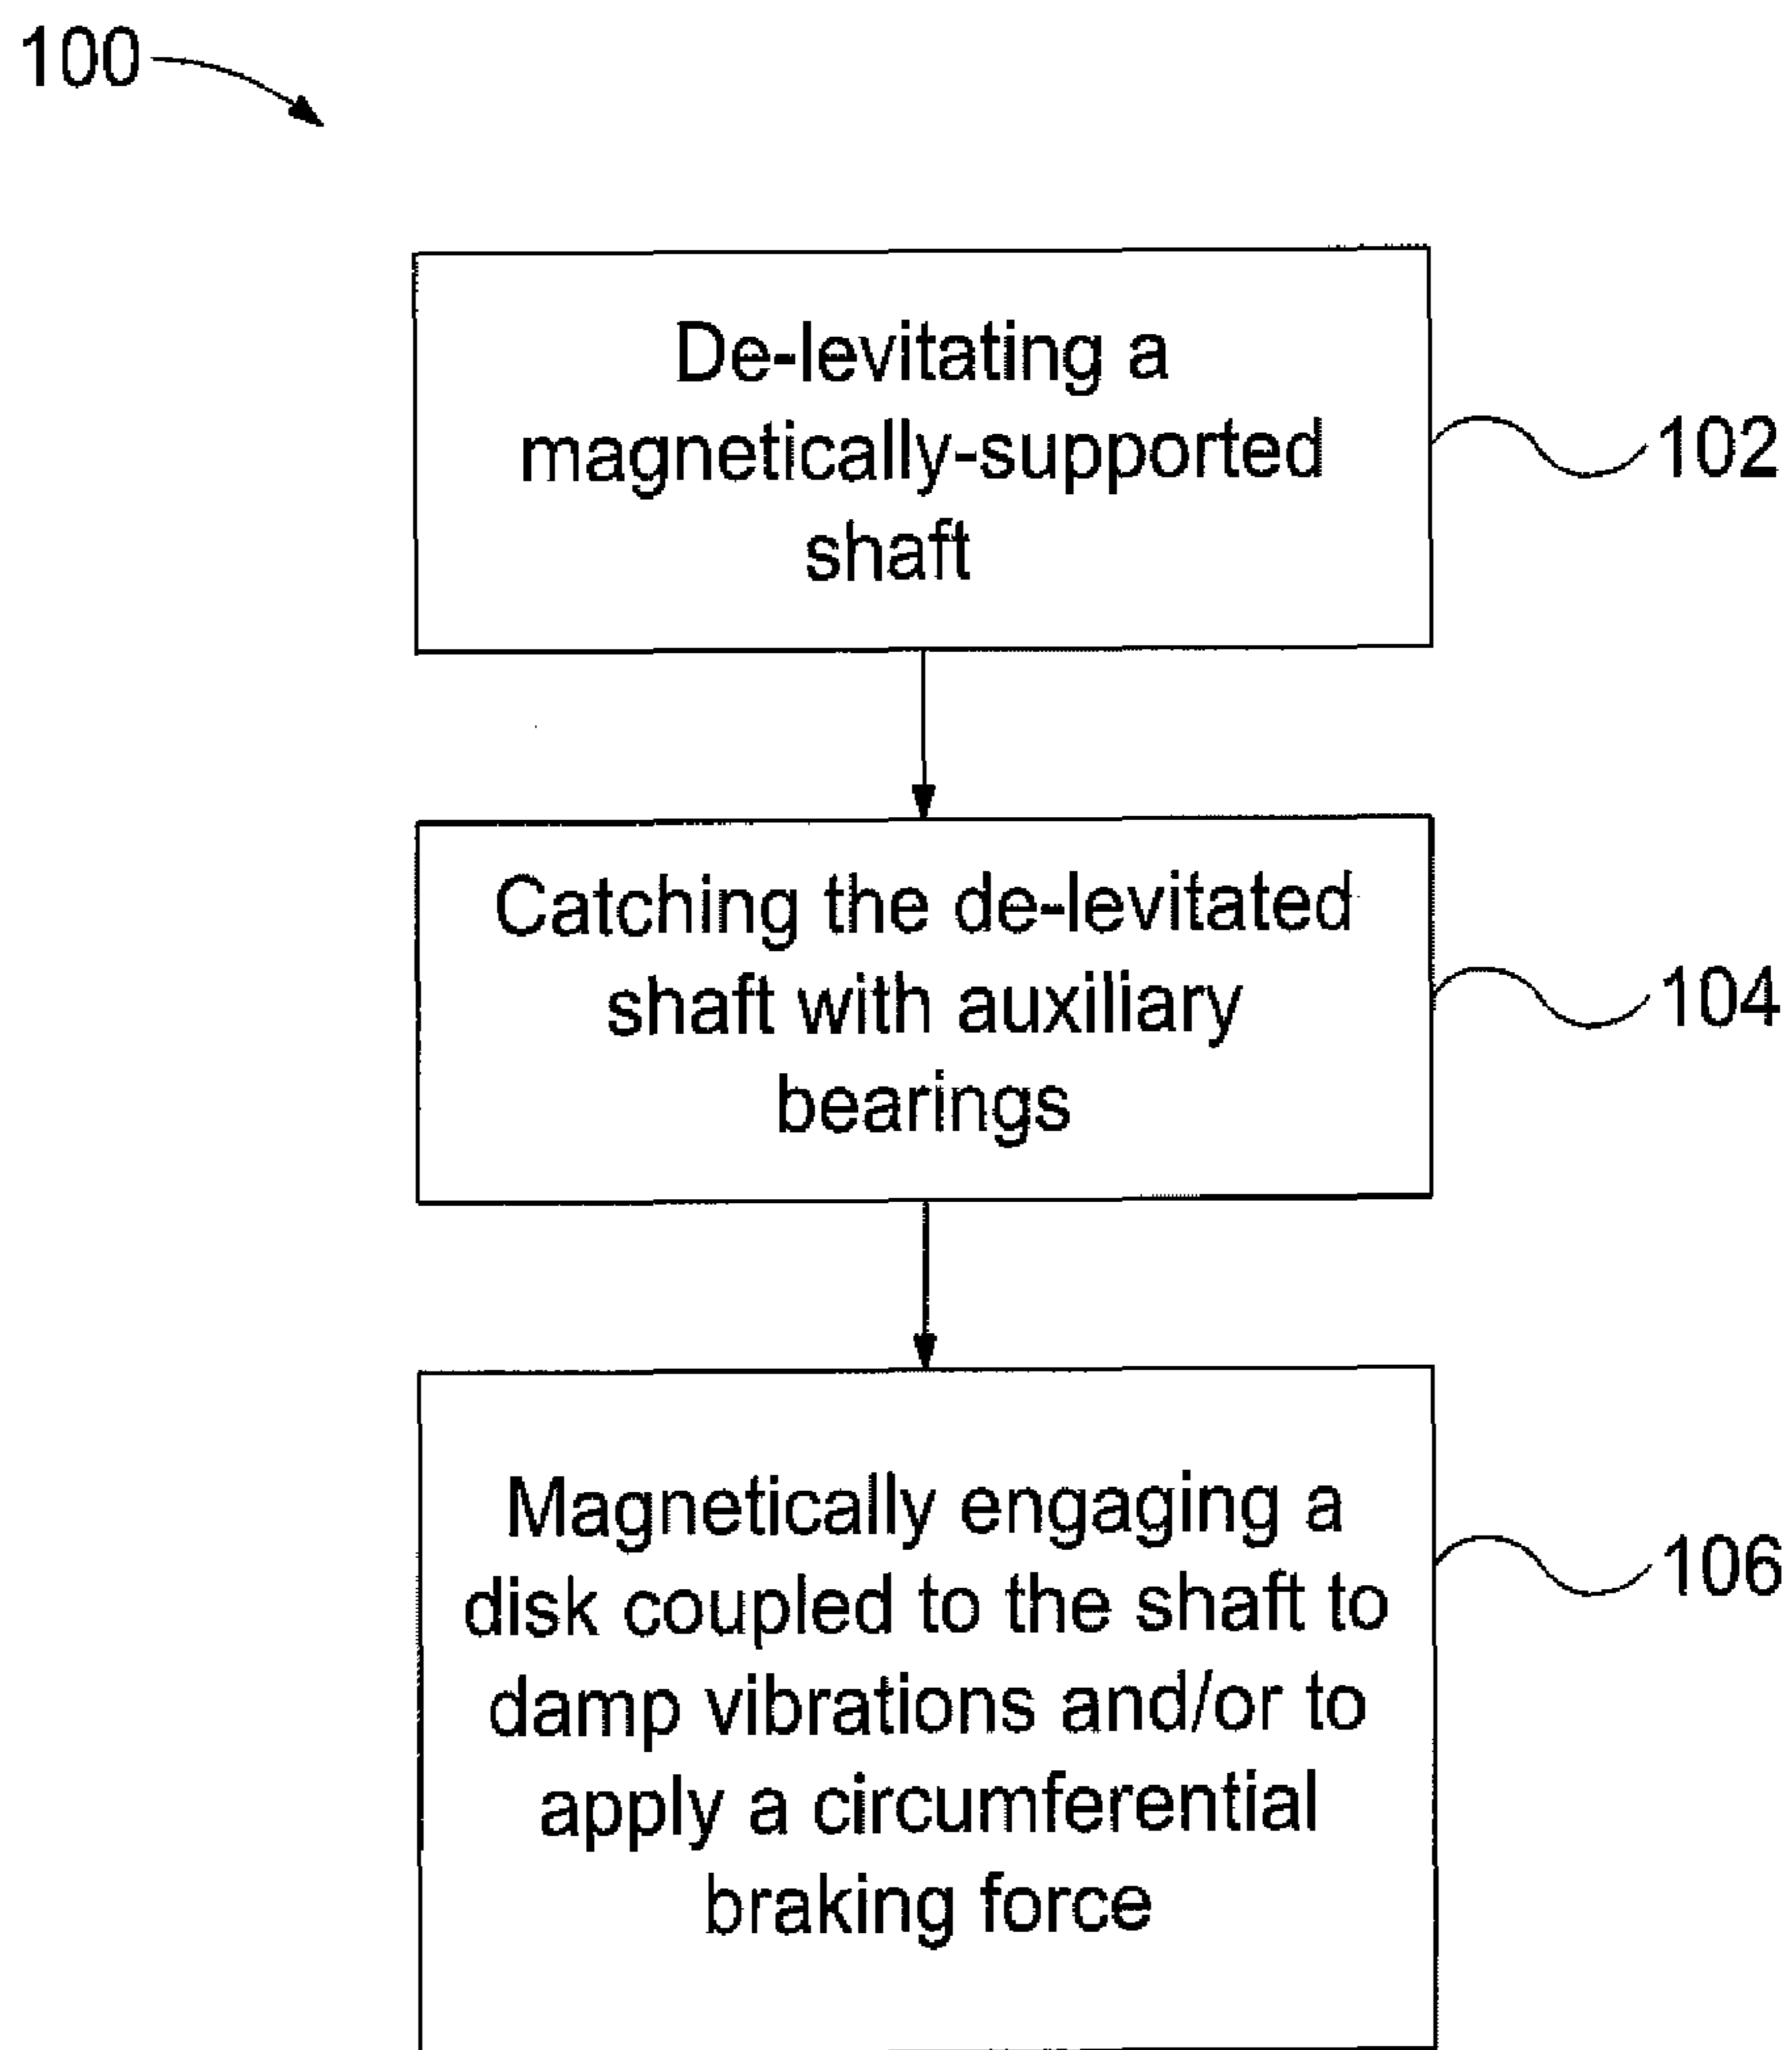 100
De-levitating a
magnetically-supported
shaft
102
Catching the de-levitated
shaft with auxiliary
bearings
104
Magnetically engaging a
disk coupled to the shaft to
damp vibrations and/or to
apply a circumferential
braking force
106